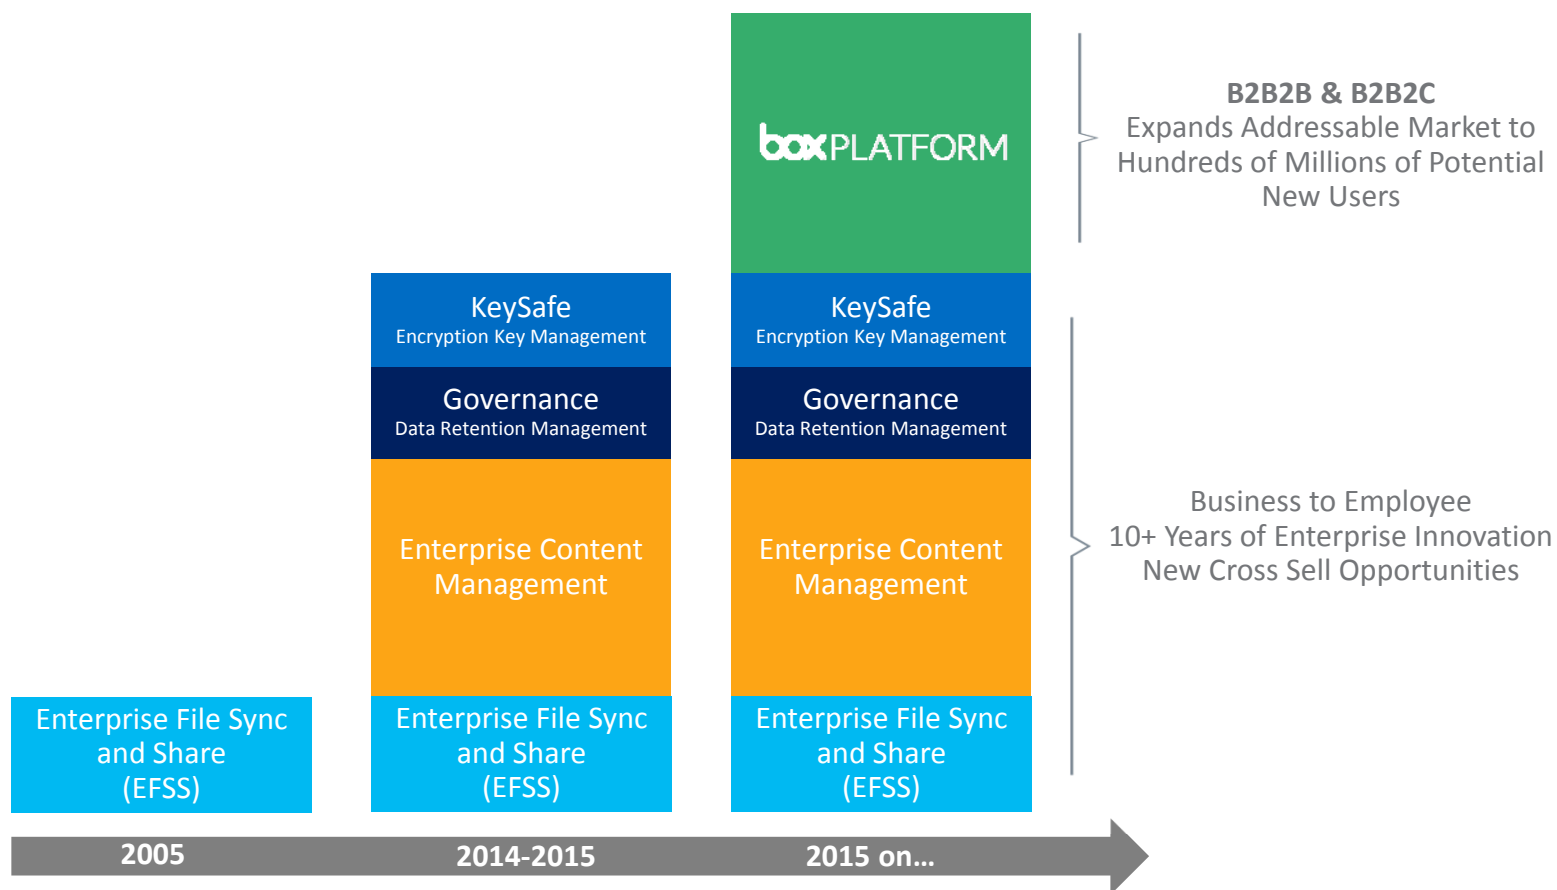 box PLATFORM
B2B2B & B2B2C
Expands Addressable Market to
Hundreds of Millions of Potential
New Users
KeySafe
Encryption Key Management
Governance
Data Retention Management
Enterprise Content
Management
Enterprise File Sync
and Share
(EFSS)
KeySafe
Encryption Key Management
Governance
Data Retention Management
Enterprise Content
Management
Enterprise File Sync
and Share
(EFSS)
Business to Employee
10+ Years of Enterprise Innovation
New Cross Sell Opportunities
Enterprise File Sync
and Share
(EFSS)
2005
2014-2015
2015 on…